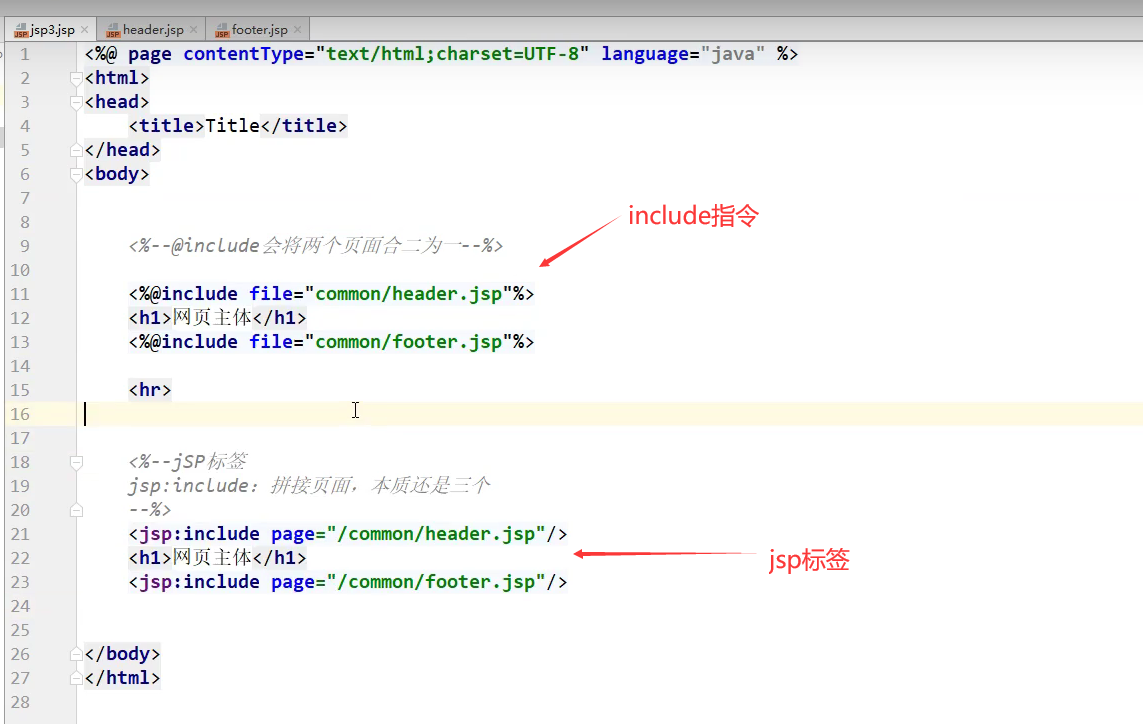 jsp3.jsp × header.jsp × footer.jsp ×
1 <%@ page contentType="text/html;charset=UTF-8" language="java" %>
2 <html>
3 <head>
4 <title>Title</title>
5 </head>
6 <body>
7
8
include指令
9 <%--@include会将两个页面合二为一--%>
10
11 <%@include file="common/header.jsp"%>
12 <h1>网页主体</h1>
13 <%@include file="common/footer.jsp"%>
14
15 <hr>
16
17
18 <%--jSP标签
19 jsp:include：拼接页面，本质还是三个
20 --%>
21 <jsp:include page="/common/header.jsp"/>
22 <h1>网页主体</h1>
jsp标签
23 <jsp:include page="/common/footer.jsp"/>
24
25
26 </body>
27 </html>
28